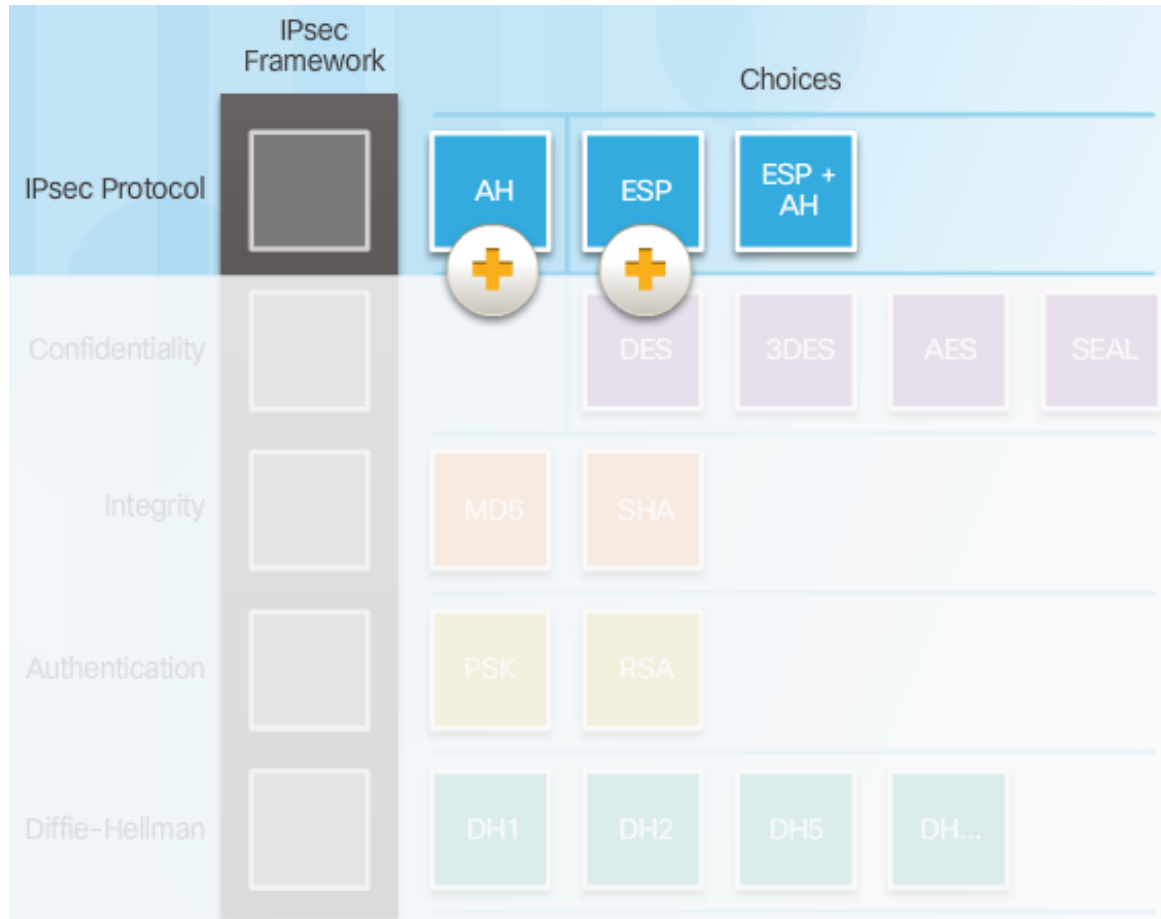 IPsec
Framework
Choices
IPsec Protocol
AH
ESP
ESP +
AH
Confidentiality
DES
3DES
AES
SEAL
Integrity
MD5
SHA
Authentication
PSK
RSA
Diffie-Hellman
DH1
DH2
DH5
DH...